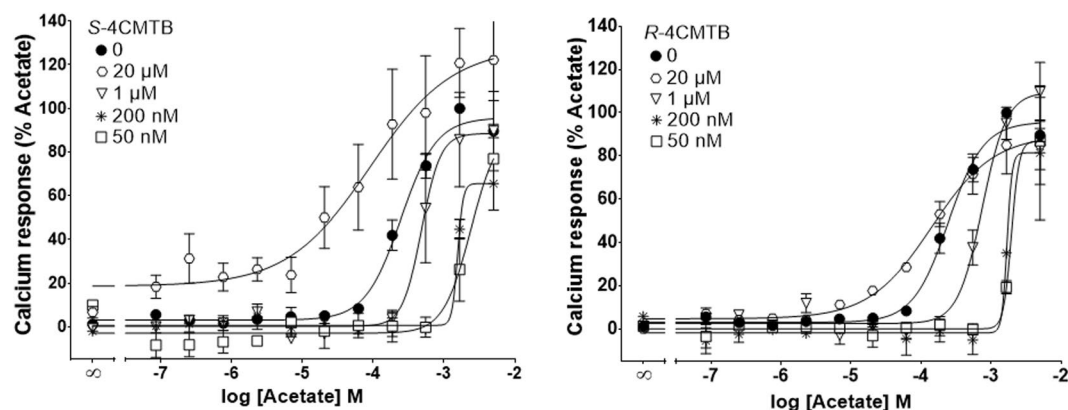 S-4CMTB
0
20 µM
1 µM
200 nM
50 nM
Calcium response (% Acetate)
140
120
100
80
60
40
20
0
∞
-7
-6
-5
-4
-3
-2
log [Acetate] M
R-4CMTB
0
20 µM
1 µM
200 nM
50 nM
Calcium response (% Acetate)
140
120
100
80
60
40
20
0
∞
-7
-6
-5
-4
-3
-2
log [Acetate] M